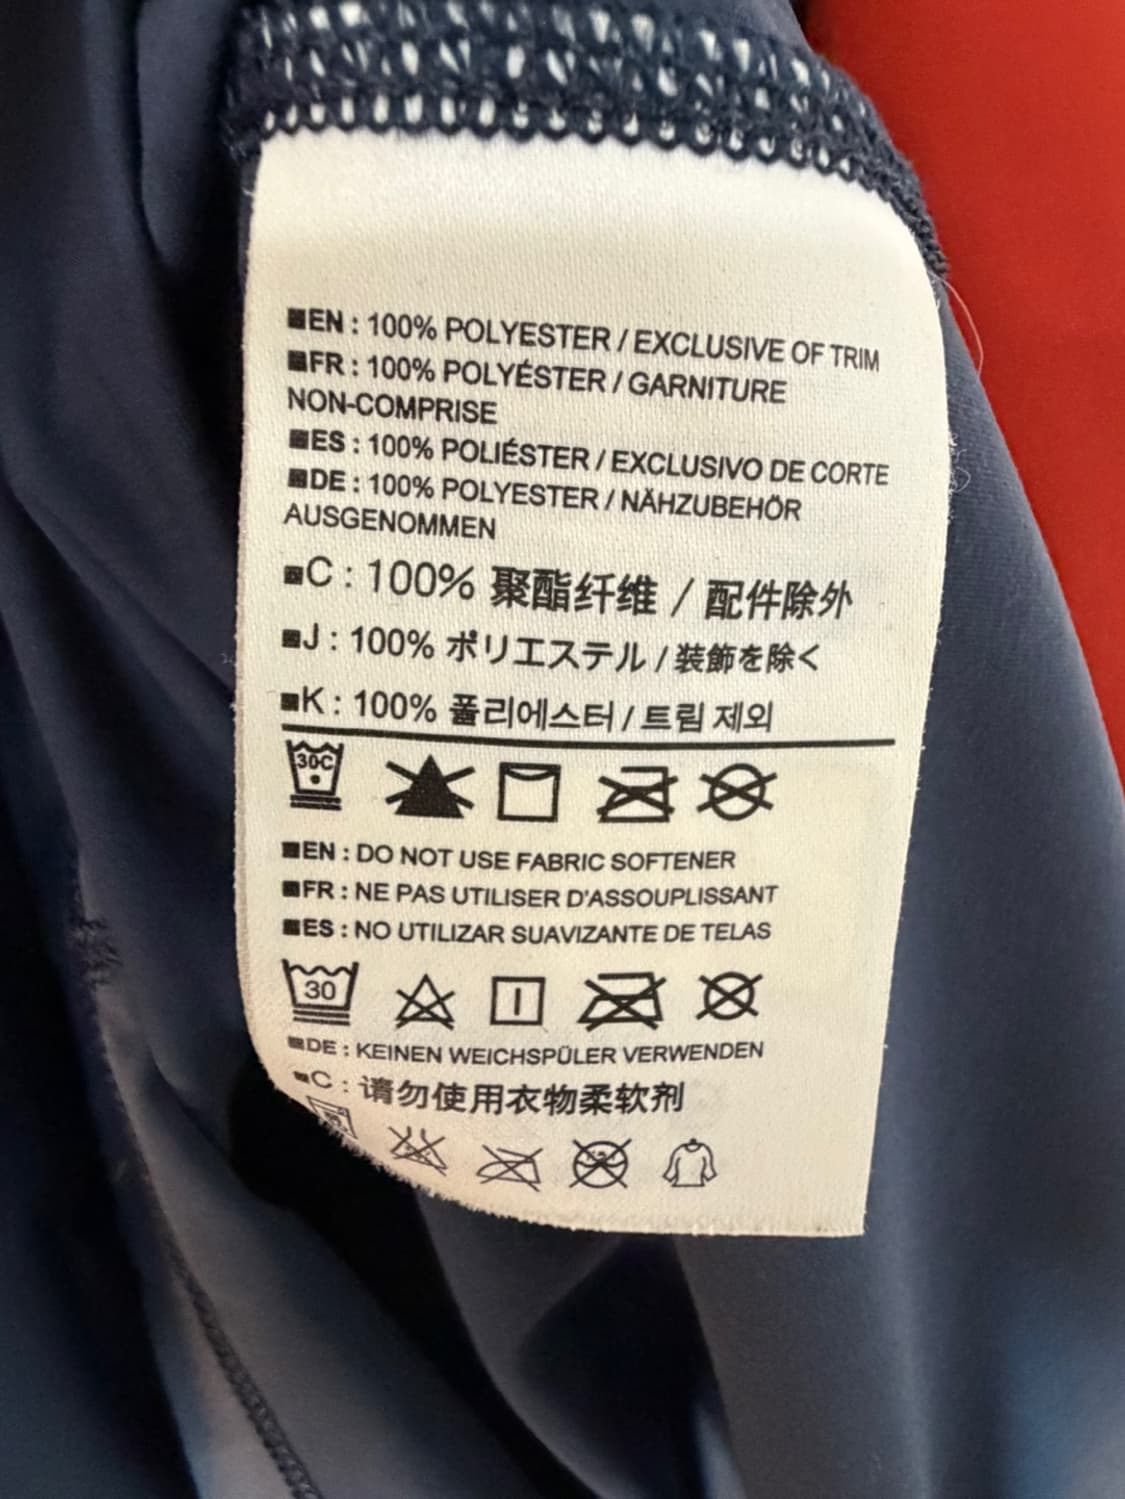 ■EN : 100% POLYESTER / EXCLUSIVE OF TRIM
■FR : 100% POLYÉSTER / GARNITURE
NON-COMPRISE
■ES : 100% POLIÉSTER / EXCLUSIVO DE CORTE
■DE : 100% POLYESTER / NÄHZUBEHÖR
AUSGENOMMEN
■C : 100% 聚酯纤维 / 配件除外
■J : 100% ポリエステル / 装飾を除く
■K : 100% 폴리에스터 / 트림 제외
30C
■EN : DO NOT USE FABRIC SOFTENER
■FR : NE PAS UTILISER D'ASSOUPLISSANT
■ES : NO UTILIZAR SUAVIZANTE DE TELAS
30
■DE : KEINEN WEICHSPÜLER VERWENDEN
■C : 请勿使用衣物柔软剂